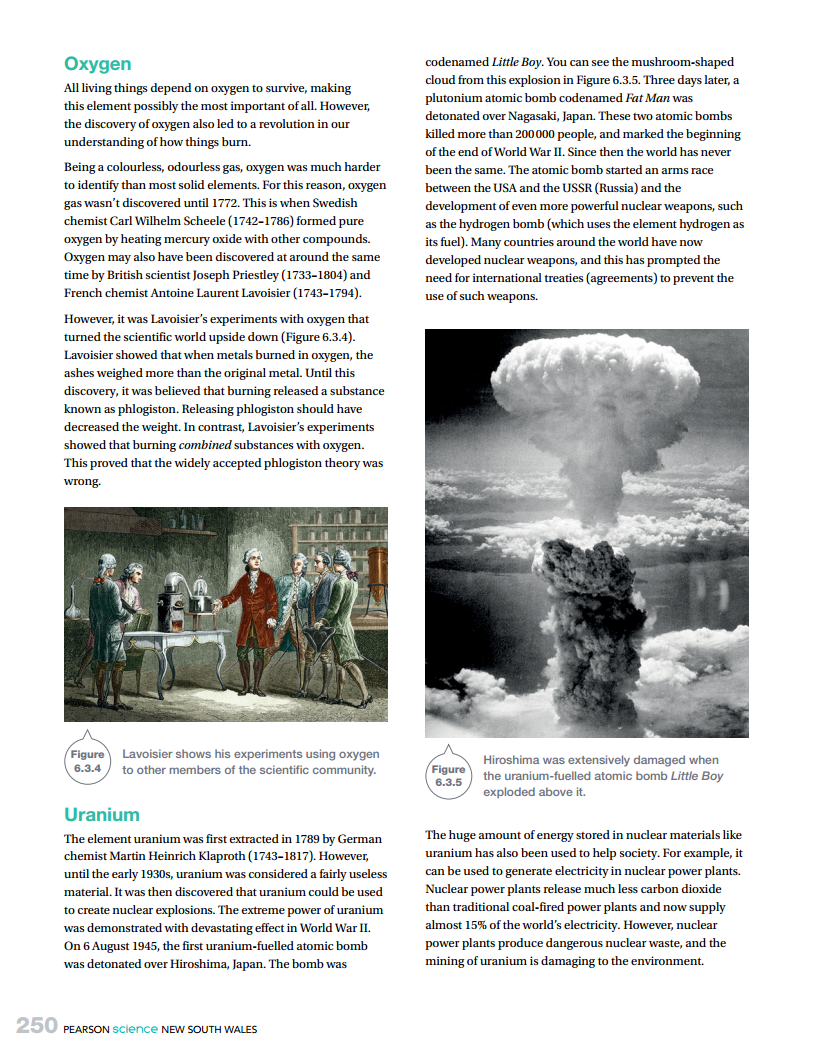 Oxygen
All living things depend on oxygen to survive, making
this element possibly the most important of all. However,
the discovery of oxygen also led to a revolution in our
understanding of how things burn.
Being a colourless, odourless gas, oxygen was much harder
to identify than most solid elements. For this reason, oxygen
gas wasn't discovered until 1772. This is when Swedish
chemist Carl Wilhelm Scheele (1742–1786) formed pure
oxygen by heating mercury oxide with other compounds.
Oxygen may also have been discovered at around the same
time by British scientist Joseph Priestley (1733–1804) and
French chemist Antoine Laurent Lavoisier (1743–1794).
However, it was Lavoisier's experiments with oxygen that
turned the scientific world upside down (Figure 6.3.4).
Lavoisier showed that when metals burned in oxygen, the
ashes weighed more than the original metal. Until this
discovery, it was believed that burning released a substance
known as phlogiston. Releasing phlogiston should have
decreased the weight. In contrast, Lavoisier's experiments
showed that burning combined substances with oxygen.
This proved that the widely accepted phlogiston theory was
wrong.
Figure
6.3.4
Lavoisier shows his experiments using oxygen
to other members of the scientific community.
Uranium
The element uranium was first extracted in 1789 by German
chemist Martin Heinrich Klaproth (1743–1817). However,
until the early 1930s, uranium was considered a fairly useless
material. It was then discovered that uranium could be used
to create nuclear explosions. The extreme power of uranium
was demonstrated with devastating effect in World War II.
On 6 August 1945, the first uranium-fuelled atomic bomb
was detonated over Hiroshima, Japan. The bomb was
codenamed Little Boy. You can see the mushroom-shaped
cloud from this explosion in Figure 6.3.5. Three days later, a
plutonium atomic bomb codenamed Fat Man was
detonated over Nagasaki, Japan. These two atomic bombs
killed more than 200 000 people, and marked the beginning
of the end of World War II. Since then the world has never
been the same. The atomic bomb started an arms race
between the USA and the USSR (Russia) and the
development of even more powerful nuclear weapons, such
as the hydrogen bomb (which uses the element hydrogen as
its fuel). Many countries around the world have now
developed nuclear weapons, and this has prompted the
need for international treaties (agreements) to prevent the
use of such weapons.
Figure
6.3.5
Hiroshima was extensively damaged when
the uranium-fuelled atomic bomb Little Boy
exploded above it.
The huge amount of energy stored in nuclear materials like
uranium has also been used to help society. For example, it
can be used to generate electricity in nuclear power plants.
Nuclear power plants release much less carbon dioxide
than traditional coal-fired power plants and now supply
almost 15% of the world's electricity. However, nuclear
power plants produce dangerous nuclear waste, and the
mining of uranium is damaging to the environment.
250 PEARSON science NEW SOUTH WALES